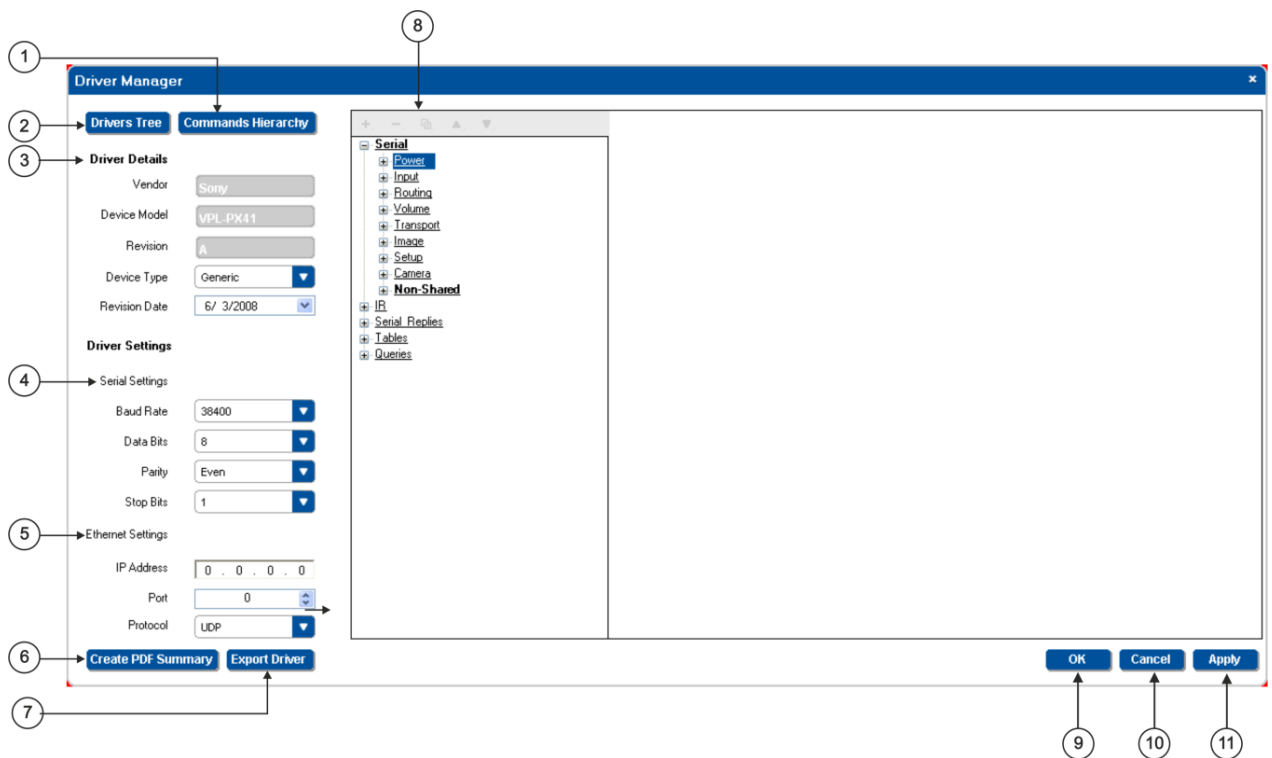 8
1
Driver Manager
×
2
Drivers Tree
Commands Hierarchy
3
Driver Details
Vendor
Sony
Device Model
VPL-PX41
Revision
A
Device Type
Generic
Revision Date
6/ 3/2008
Driver Settings
4
Serial Settings
Baud Rate
38400
Data Bits
8
Parity
Even
Stop Bits
1
5
Ethernet Settings
IP Address
0 . 0 . 0 . 0
Port
0
Protocol
UDP
6
Create PDF Summary
Export Driver
7
Serial
Power
Input
Routing
Volume
Transport
Image
Setup
Camera
Non-Shared
IR
Serial Replies
Tables
Queries
OK
Cancel
Apply
9
10
11